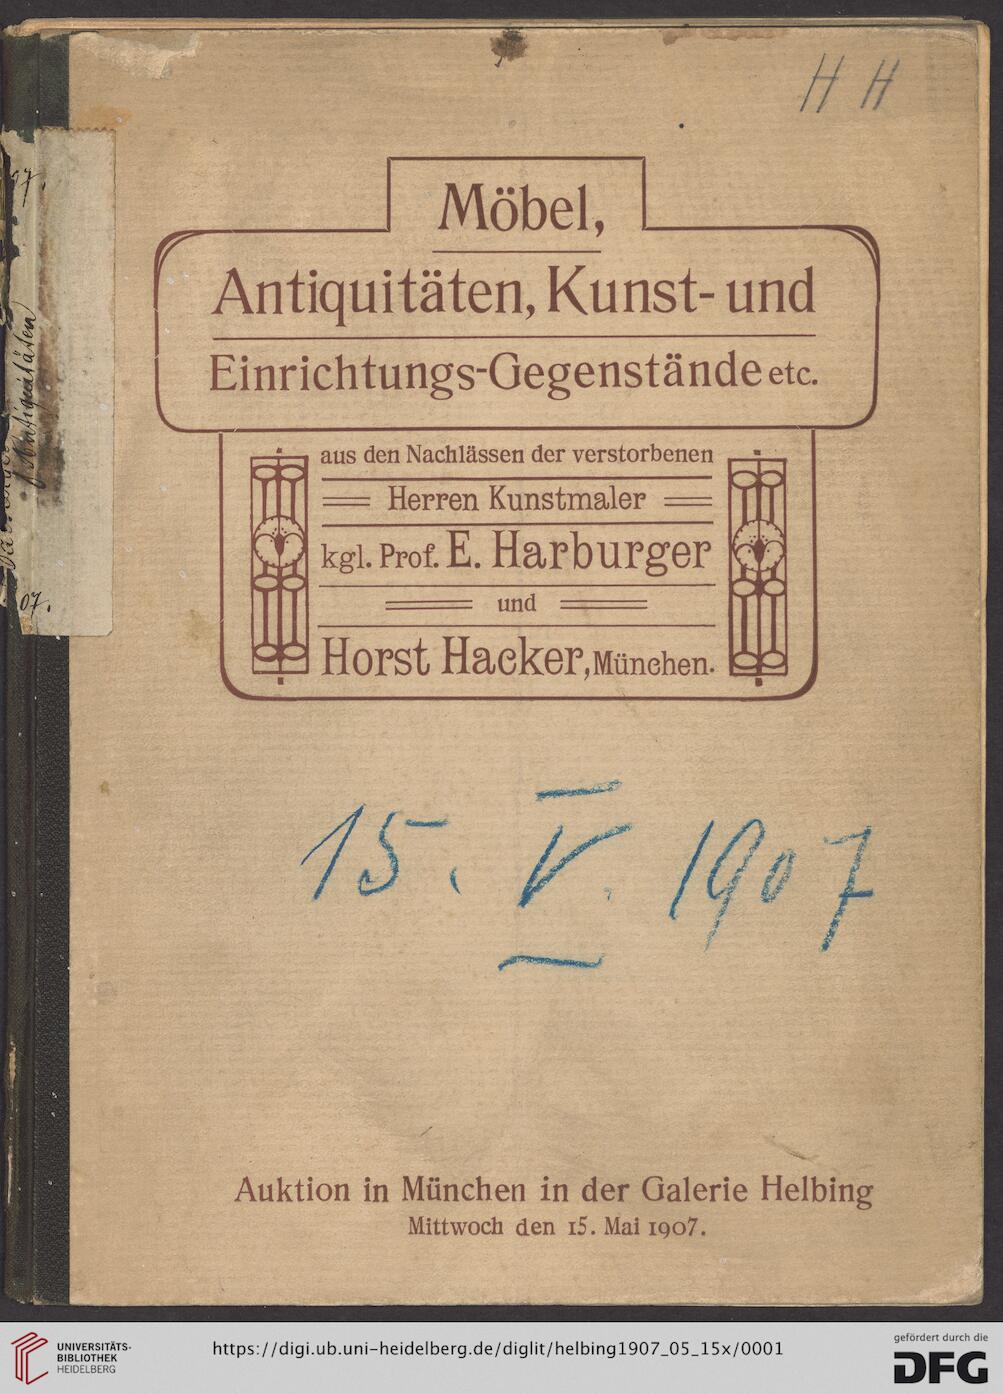 H H
Möbel,
Antiquitäten, Kunst- und
Einrichtungs-Gegenstände etc.
aus den Nachlässen der verstorbenen
Herren Kunstmaler
kgl. Prof. E. Harburger
und
Horst Hacker, München.
15. V. 1907
Auktion in München in der Galerie Helbing
Mittwoch den 15. Mai 1907.
Antiquitäten
07.
UNIVERSITÄTS-
BIBLIOTHEK
HEIDELBERG
https://digi.ub.uni-heidelberg.de/diglit/helbing1907_05_15x/0001
gefördert durch die
DFG